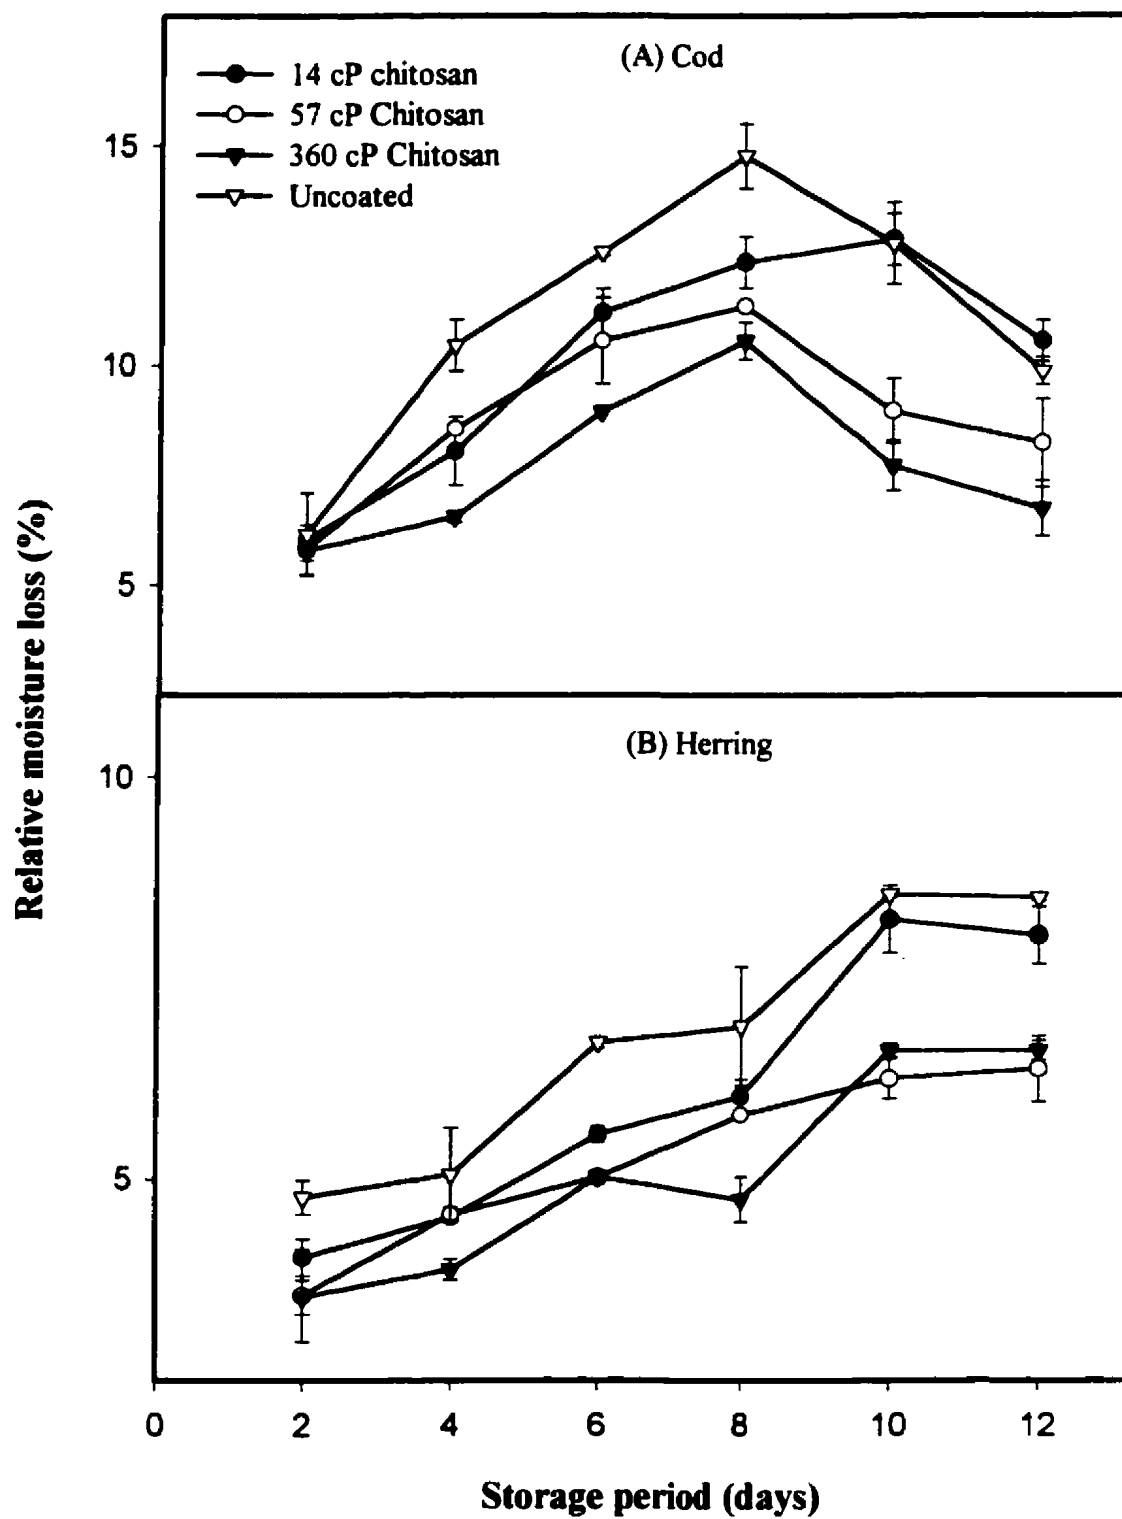 (A) Cod
14 cP chitosan
57 cP Chitosan
360 cP Chitosan
Uncoated
15
10
5
Relative moisture loss (%)
(B) Herring
10
5
0 2 4 6 8 10 12
Storage period (days)